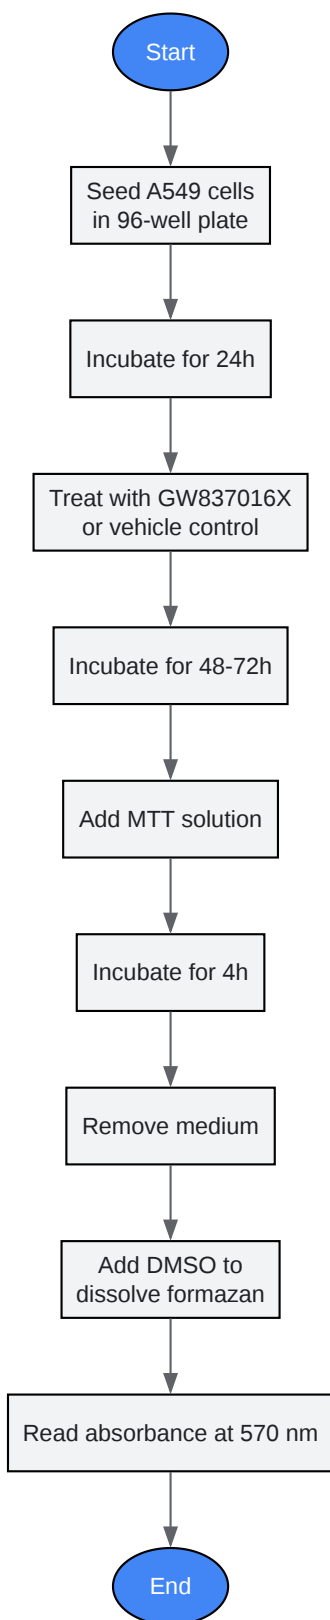 Start
Seed A549 cells
in 96-well plate
Incubate for 24h
Treat with GW837016X
or vehicle control
Incubate for 48-72h
Add MTT solution
Incubate for 4h
Remove medium
Add DMSO to
dissolve formazan
Read absorbance at 570 nm
End